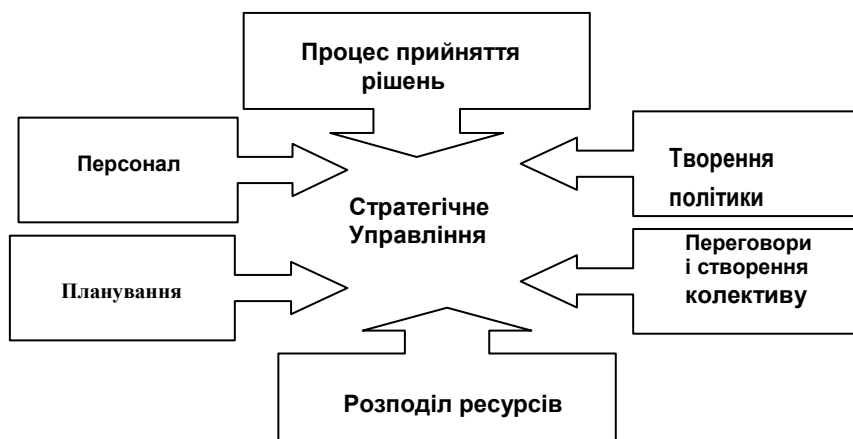 Процес прийняття
рішень
Персонал
Творення
політики
Стратегічне
Управління
Планування
Переговори
і створення
колективу
Розподіл ресурсів